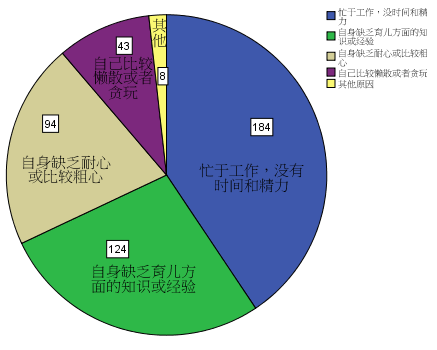 其他
43
自己比较
懒散或者
贪玩
8
94
184
自身缺乏耐心
或比较粗心
忙于工作，没有
时间和精力
124
自身缺乏育儿方
面的知识或经验
忙于工作，没时间和精
力
自身缺乏育儿方面的知
识或经验
自身缺乏耐心或比较粗
心
自己比较懒散或者贪玩
其他原因